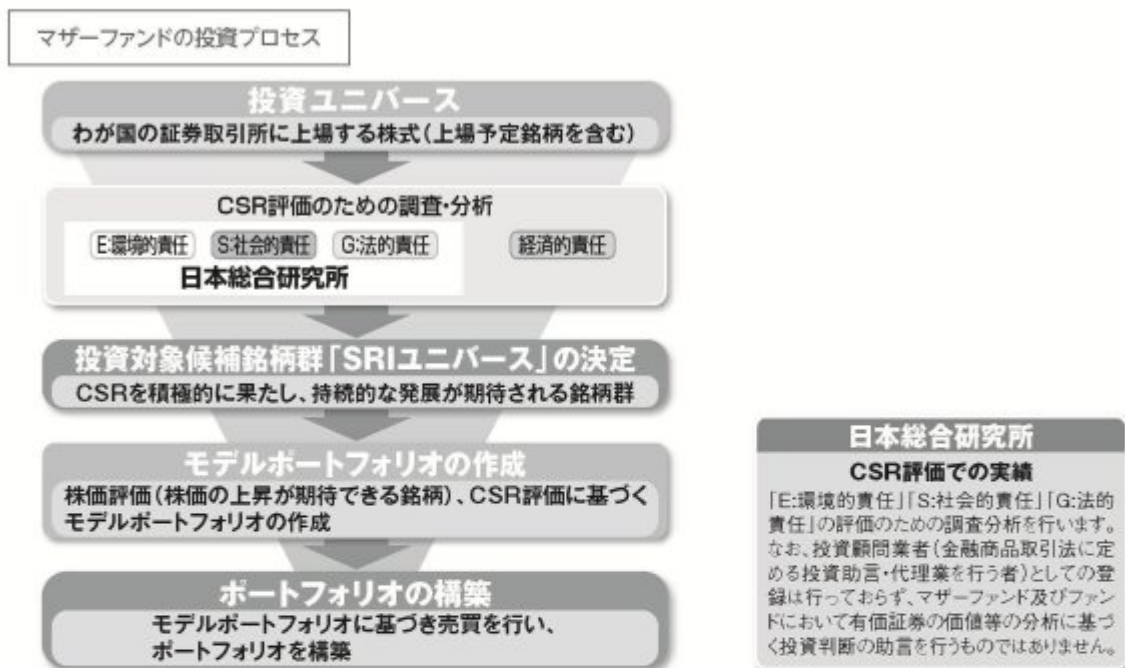 マザーファンドの投資プロセス
投資ユニバース
わが国の証券取引所に上場する株式(上場予定銘柄を含む)
CSR評価のための調査・分析
E:環境的責任 S:社会的責任 G:法的責任 経済的責任
日本総合研究所
投資対象候補銘柄群「SRIユニバース」の決定
CSRを積極的に果たし、持続的な発展が期待される銘柄群
モデルポートフォリオの作成
株価評価(株価の上昇が期待できる銘柄)、CSR評価に基づく
モデルポートフォリオの作成
ポートフォリオの構築
モデルポートフォリオに基づき売買を行い、
ポートフォリオを構築
日本総合研究所
CSR評価での実績
「E:環境的責任」「S:社会的責任」「G:法的
責任」の評価のための調査分析を行います。
なお、投資顧問業者(金融商品取引法に定
める投資助言・代理業を行う者)としての登
録は行っておらず、マザーファンド及びファン
ドにおいて有価証券の価値等の分析に基づ
く投資判断の助言を行うものではありません。